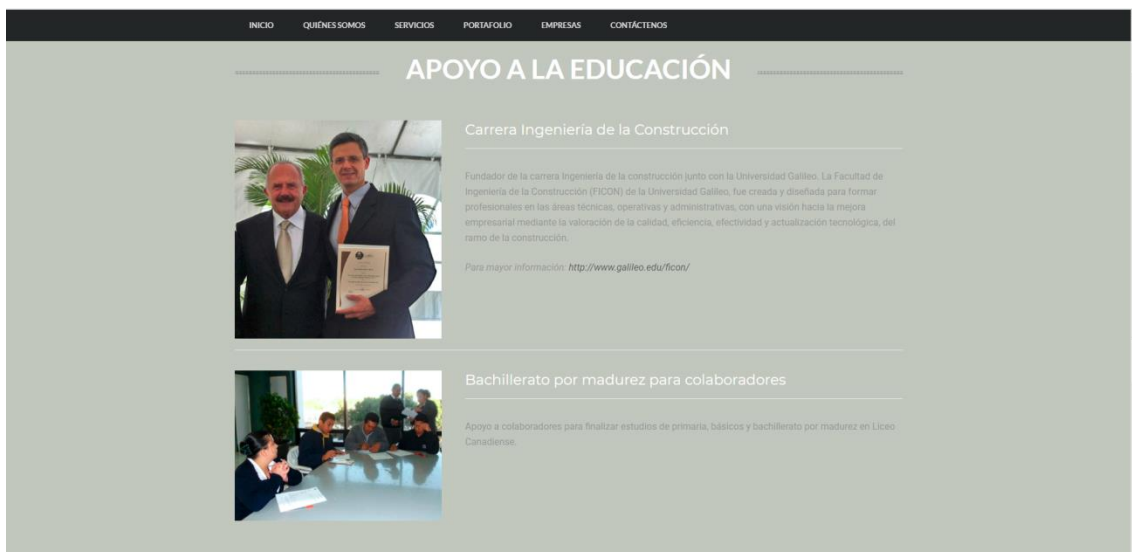 INICIO QUIÉNES SOMOS SERVICIOS PORTAFOLIO EMPRESAS CONTÁCTENOS
APOYO A LA EDUCACIÓN
Carrera Ingeniería de la Construcción
Fundador de la carrera Ingeniería de la construcción junto con la Universidad Galileo. La Facultad de
Ingeniería de la Construcción (FICON) de la Universidad Galileo, fue creada y diseñada para formar
profesionales en las áreas técnicas, operativas y administrativas, con una visión hacia la mejora
empresarial mediante la valoración de la calidad, eficiencia, efectividad y actualización tecnológica, del
ramo de la construcción.
Para mayor información: http://www.galileo.edu/ficon/
Bachillerato por madurez para colaboradores
Apoyo a colaboradores para finalizar estudios de primaria, básicos y bachillerato por madurez en Liceo
Canadiense.